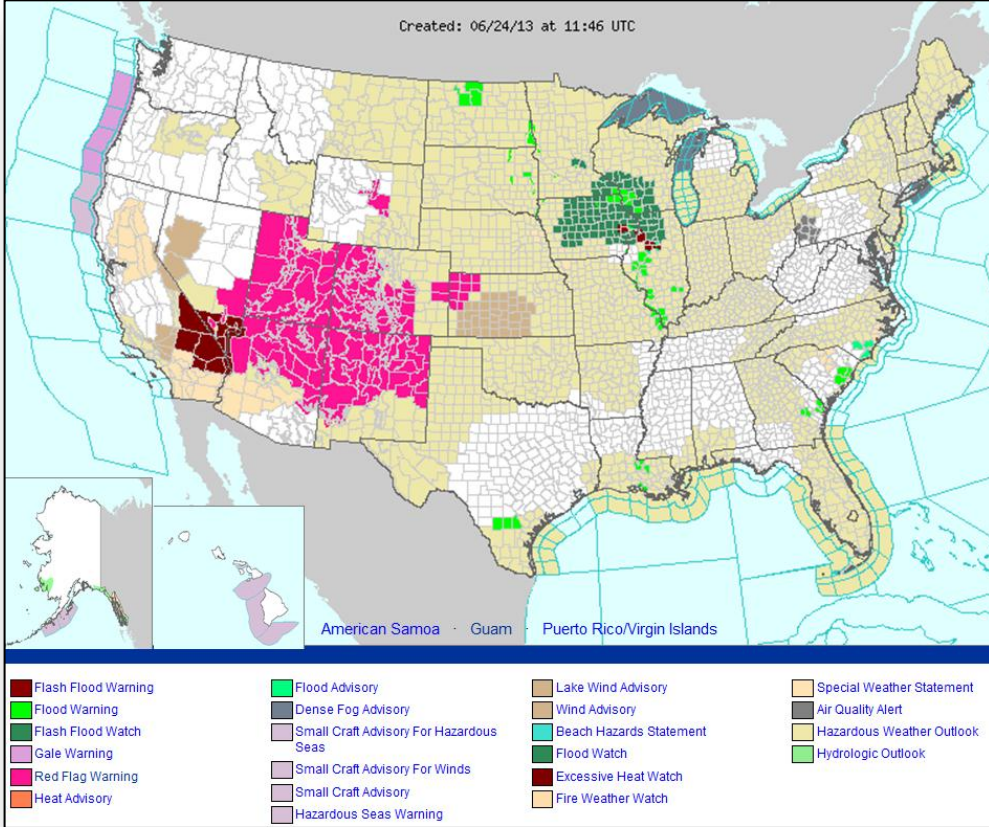 Created: 06/24/13 at 11:46 UTC
American Samoa · Guam · Puerto Rico/Virgin Islands
Flash Flood Warning
Flood Warning
Flash Flood Watch
Gale Warning
Red Flag Warning
Heat Advisory
Flood Advisory
Dense Fog Advisory
Small Craft Advisory For Hazardous
Seas
Small Craft Advisory For Winds
Small Craft Advisory
Hazardous Seas Warning
Lake Wind Advisory
Wind Advisory
Beach Hazards Statement
Flood Watch
Excessive Heat Watch
Fire Weather Watch
Special Weather Statement
Air Quality Alert
Hazardous Weather Outlook
Hydrologic Outlook